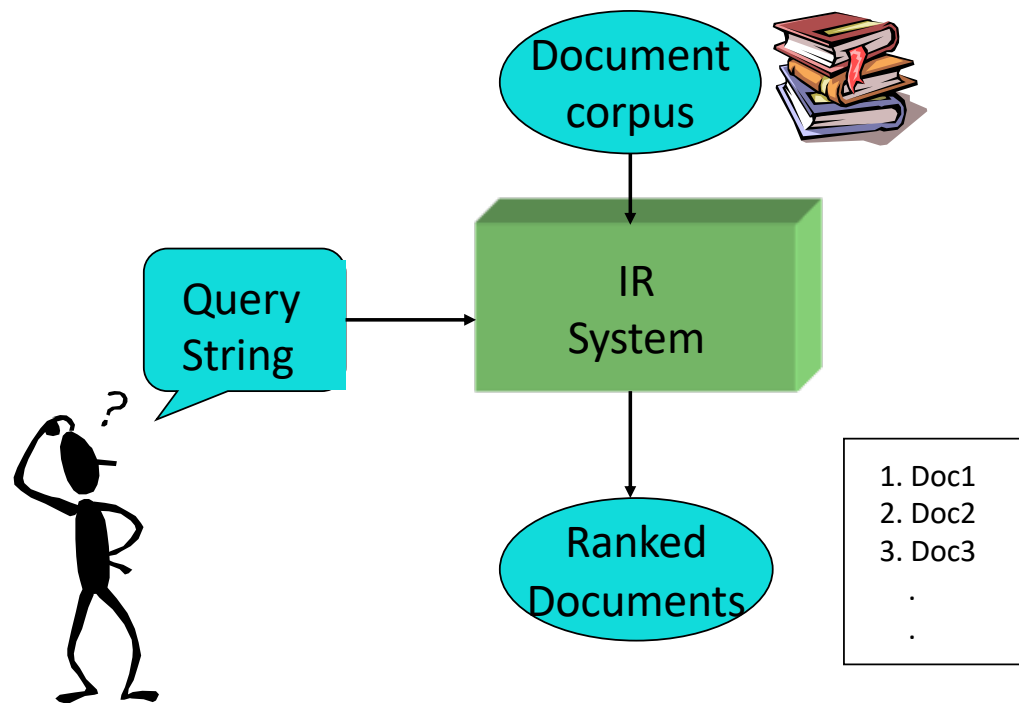 Document
corpus
IR
System
Query
String
?
1. Doc1
2. Doc2
3. Doc3
.
.
Ranked
Documents